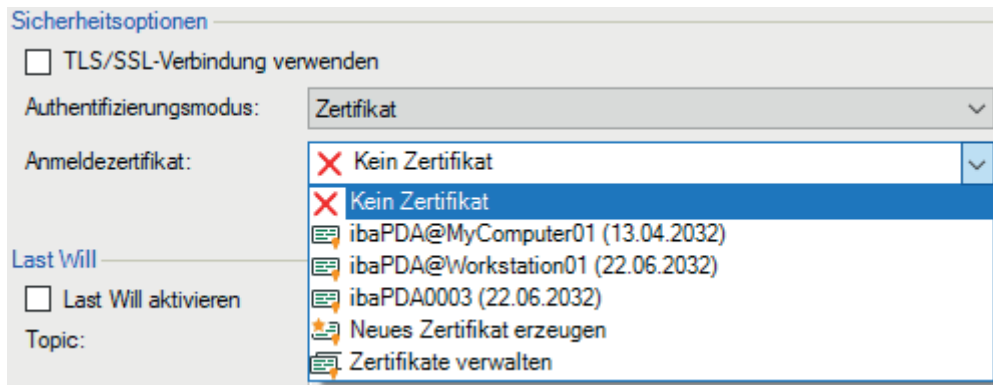 Sicherheitsoptionen
TLS/SSL-Verbindung verwenden
Authentifizierungsmodus: Zertifikat
Anmeldezertifikat: Kein Zertifikat
Kein Zertifikat
ibaPDA@MyComputer01 (13.04.2032)
ibaPDA@Workstation01 (22.06.2032)
ibaPDA0003 (22.06.2032)
Neues Zertifikat erzeugen
Zertifikate verwalten
Last Will
Last Will aktivieren
Topic: